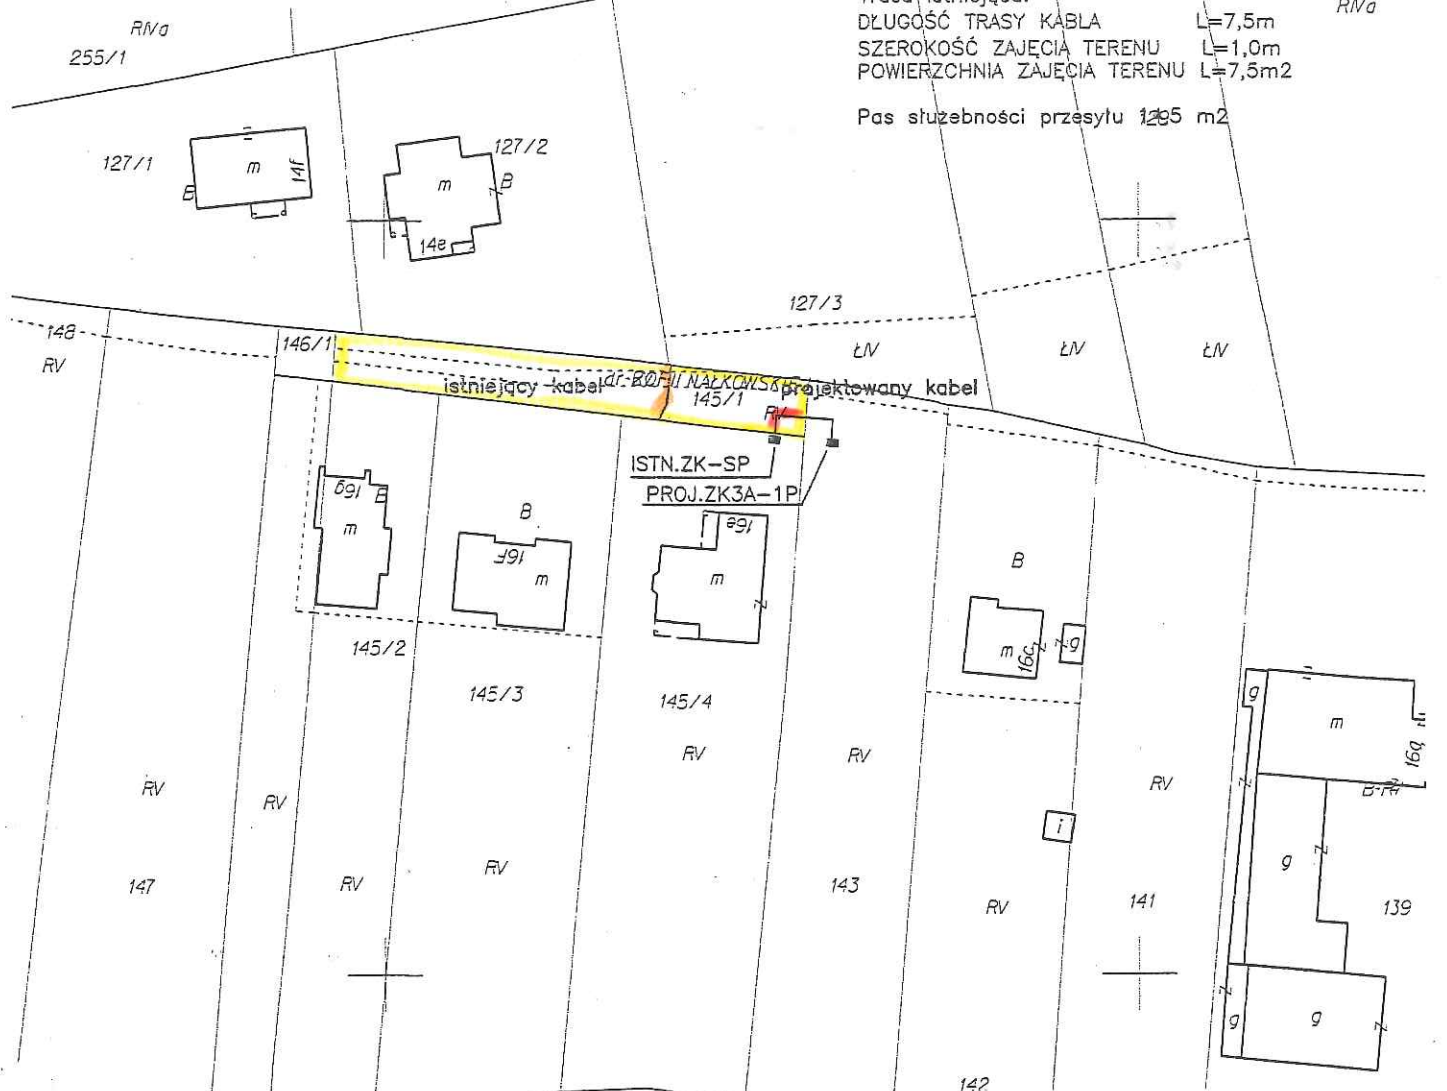 RIVa
DŁUGOŚĆ TRASY KABLA L=7,5m
RIVa
255/1
SZEROKOŚĆ ZAJĘCIA TERENU L=1,0m
POWIERZCHNIA ZAJĘCIA TERENU L=7,5m2
Pas służebności przesyłu m2
127/1
m
14f
B
127/2
m
B
14e
127/3
148
RV
146/1
ŁIV
ŁIV
ŁIV
istniejący kabel
projektowany kabel
145/1
RV
ISTN.ZK-SP
PROJ.ZK3A-1P
16g
B
m
B
16f
m
16e
m
B
m
16c
g
145/2
145/3
145/4
g
m
16a
RV
RV
RV
RV
RV
i
g
RV
RV
147
143
RV
141
139
g
g
142